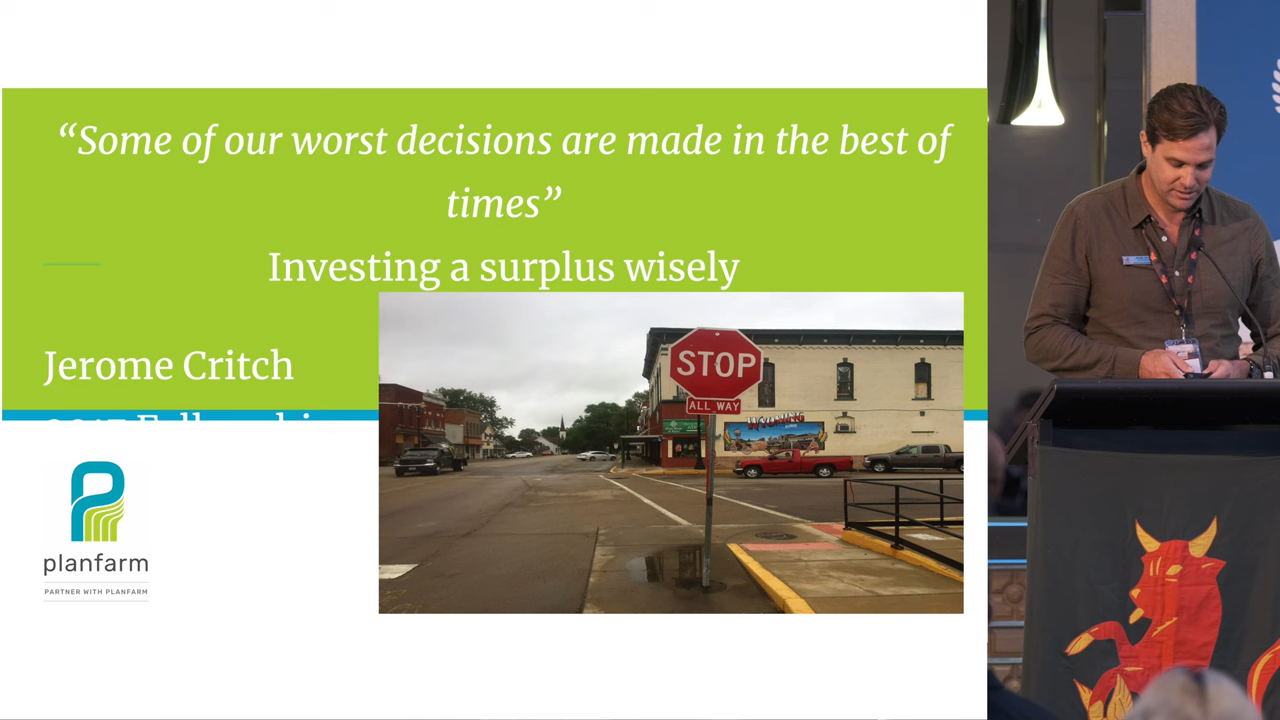 “Some of our worst decisions are made in the best of
times”
Investing a surplus wisely
Jerome Critch
STOP
ALL WAY
WYOMING
planfarm
PARTNER WITH PLANFARM